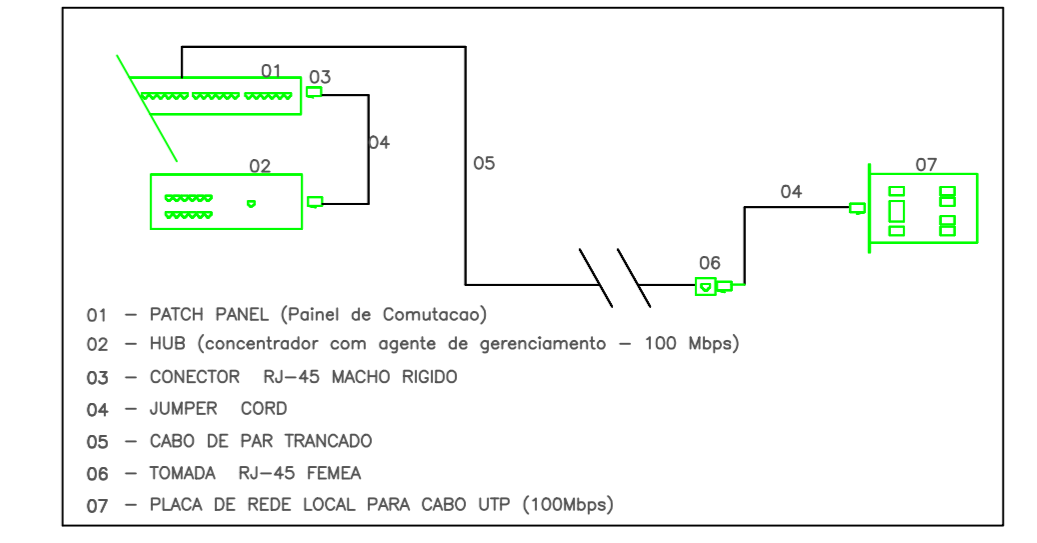 01
03
04
02
05
07
04
06
01 - PATCH PANEL (Painel de Comutacao)
02 - HUB (concentrador com agente de gerenciamento - 100 Mbps)
03 - CONECTOR RJ-45 MACHO RIGIDO
04 - JUMPER CORD
05 - CABO DE PAR TRANCADO
06 - TOMADA RJ-45 FEMEA
07 - PLACA DE REDE LOCAL PARA CABO UTP (100Mbps)